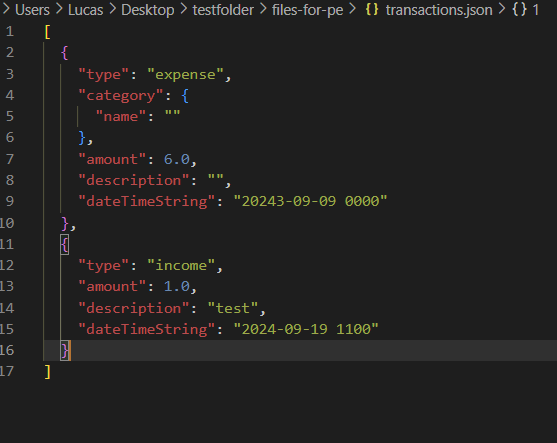 > Users > Lucas > Desktop > testfolder > files-for-pe > {} transactions.json > {} 1
1 [
2 {
3 "type": "expense",
4 "category": {
5 "name": ""
6 },
7 "amount": 6.0,
8 "description": "",
9 "dateTimeString": "20243-09-09 0000"
10 },
11 {
12 "type": "income",
13 "amount": 1.0,
14 "description": "test",
15 "dateTimeString": "2024-09-19 1100"
16 }
17 ]